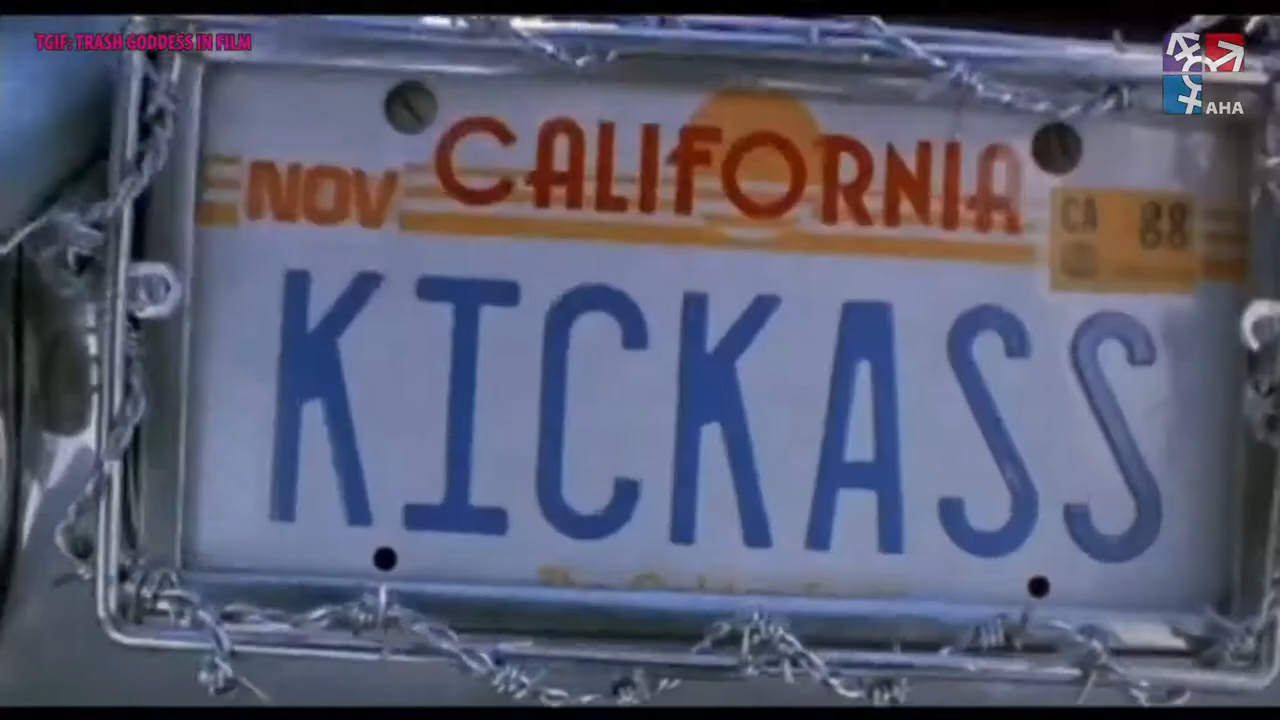 TGIF: TRASH GODDESS IN FILM
AHA
CALIFORNIA
NOV
CA 88
KICKASS